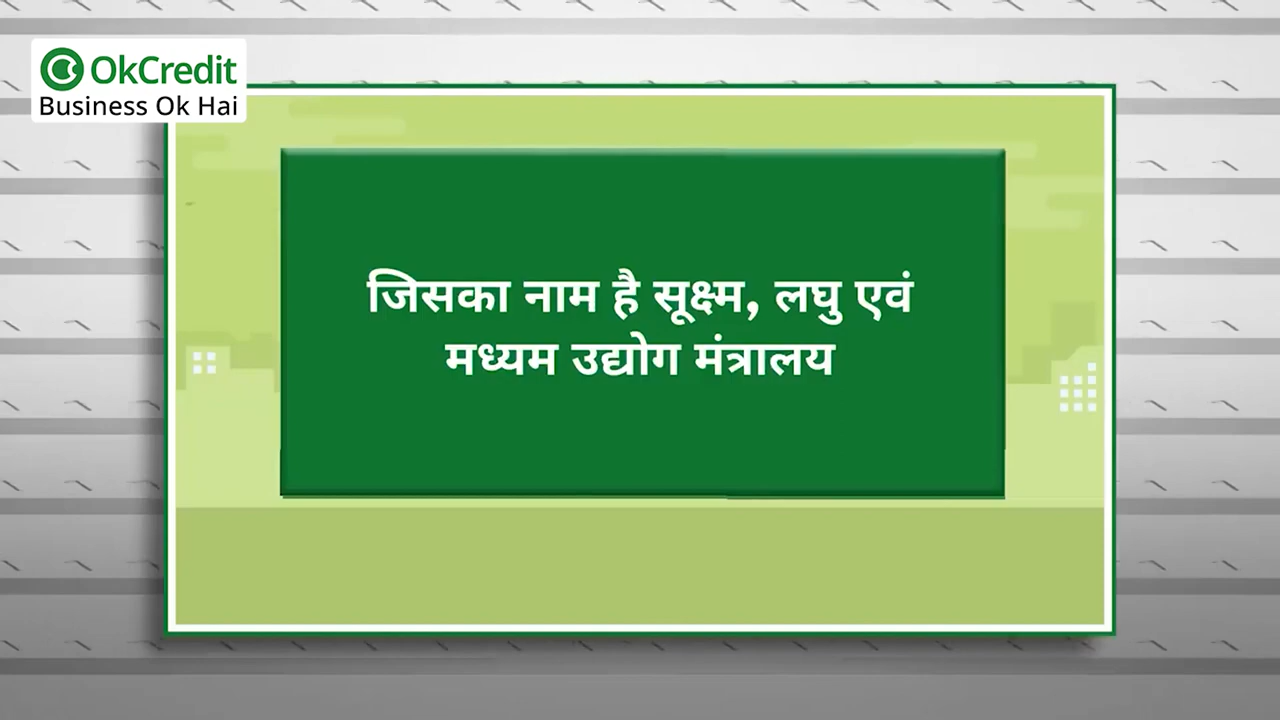 OkCredit
Business Ok Hai
जिसका नाम है सूक्ष्म, लघु एवं
मध्यम उद्योग मंत्रालय